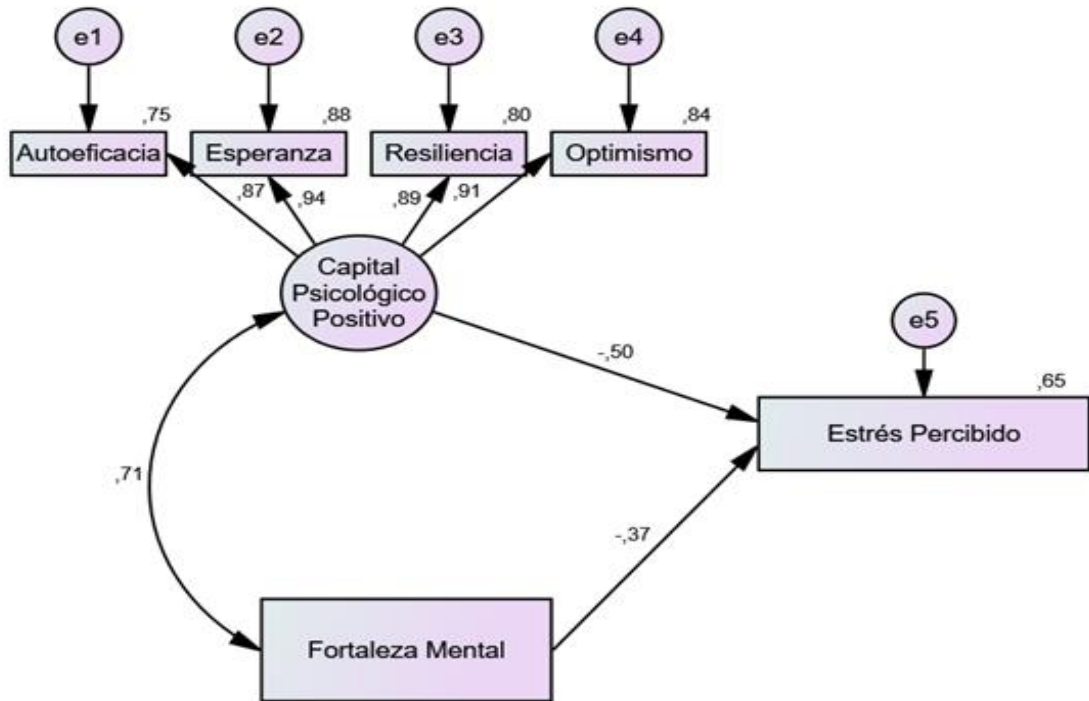 e1
e2
e3
e4
,75
,88
,80
,84
Autoeficacia
Esperanza
Resiliencia
Optimismo
,87
,94
,89
,91
Capital
Psicológico
Positivo
e5
-,50
,65
Estrés Percibido
,71
-,37
Fortaleza Mental